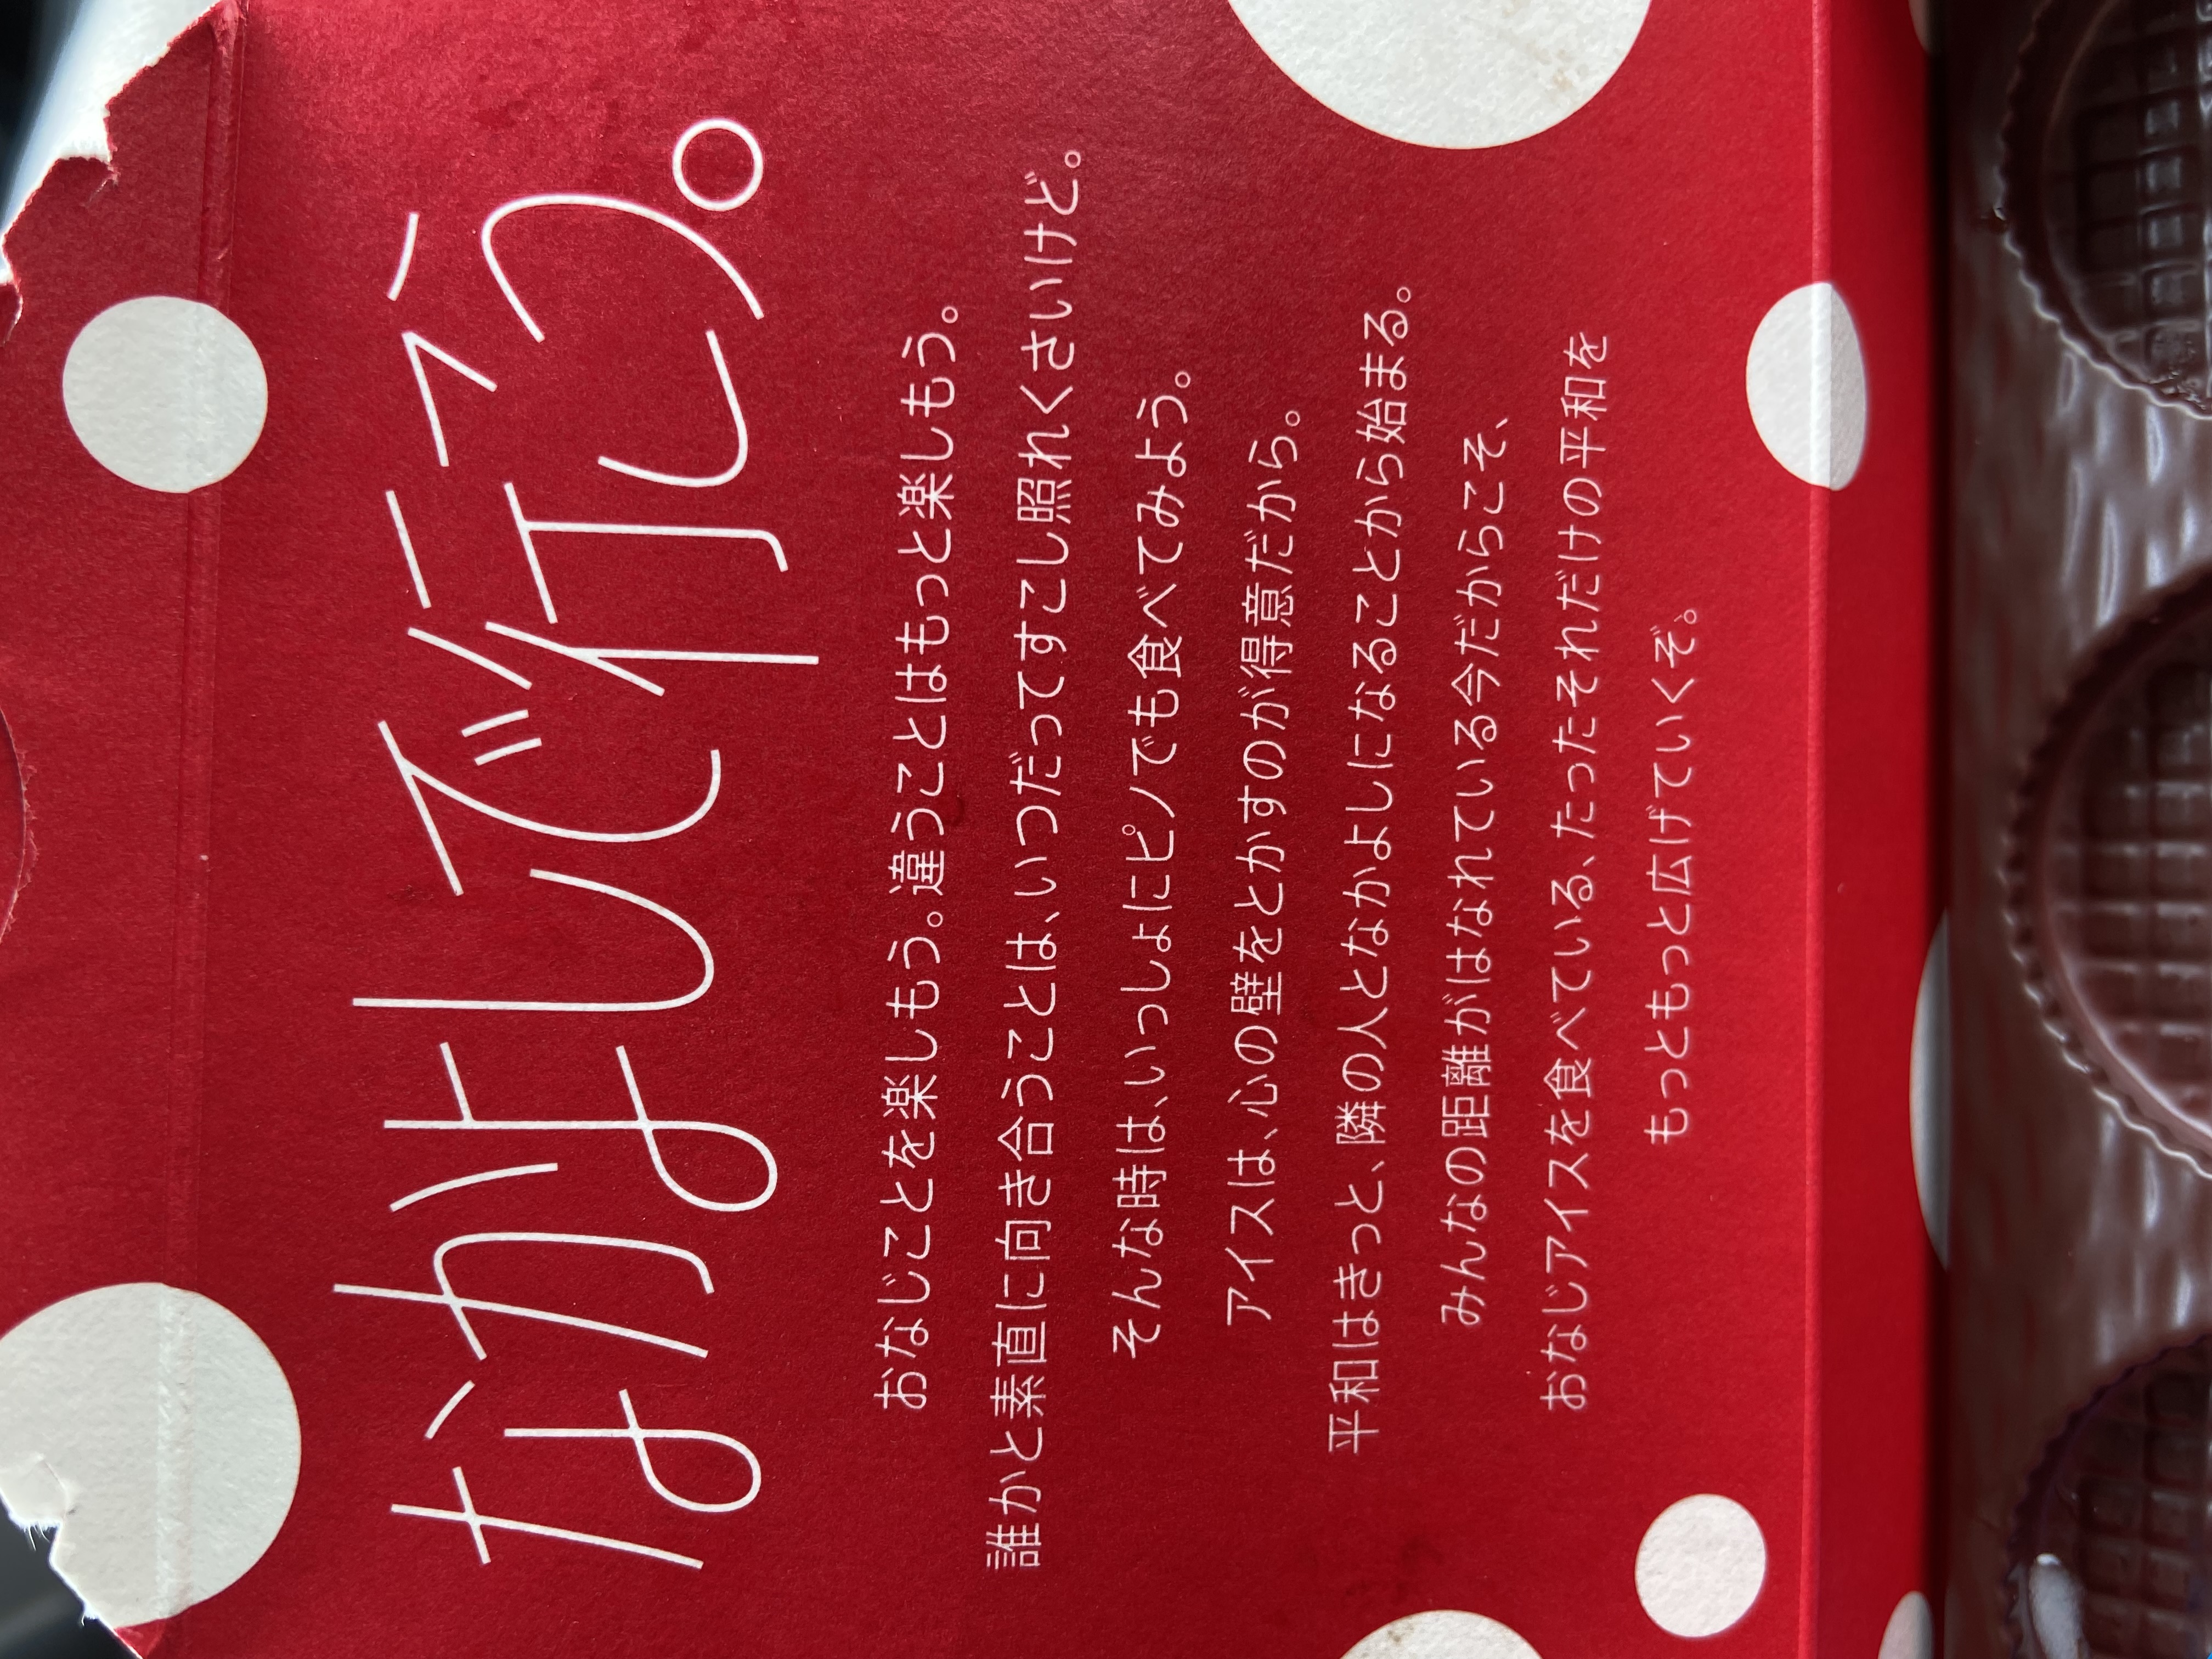 なかよしで行こう。
おなじことを楽しもう。違うことはもっと楽しもう。
誰かと素直に向き合うことは、いつだってすこし照れくさいけど。
そんな時は、いっしょにピノでも食べてみよう。
アイスは、心の壁をとかすのが得意だから。
平和はきっと、隣の人となかよしになることから始まる。
みんなの距離がはなれている今だからこそ、
おなじアイスを食べている、たったそれだけの平和を
もっともっと広げていくぞ。